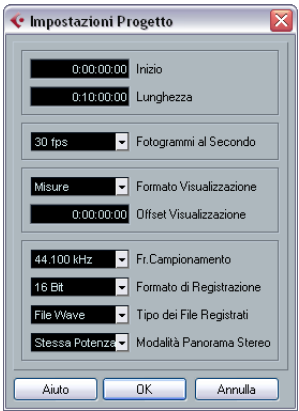 Impostazioni Progetto
0:00:00:00 Inizio
0:10:00:00 Lunghezza
30 fps Fotogrammi al Secondo
Misure Formato Visualizzazione
0:00:00:00 Offset Visualizzazione
44.100 kHz Fr.Campionamento
16 Bit Formato di Registrazione
File Wave Tipo dei File Registrati
Stessa Potenza Modalità Panorama Stereo
Aiuto OK Annulla